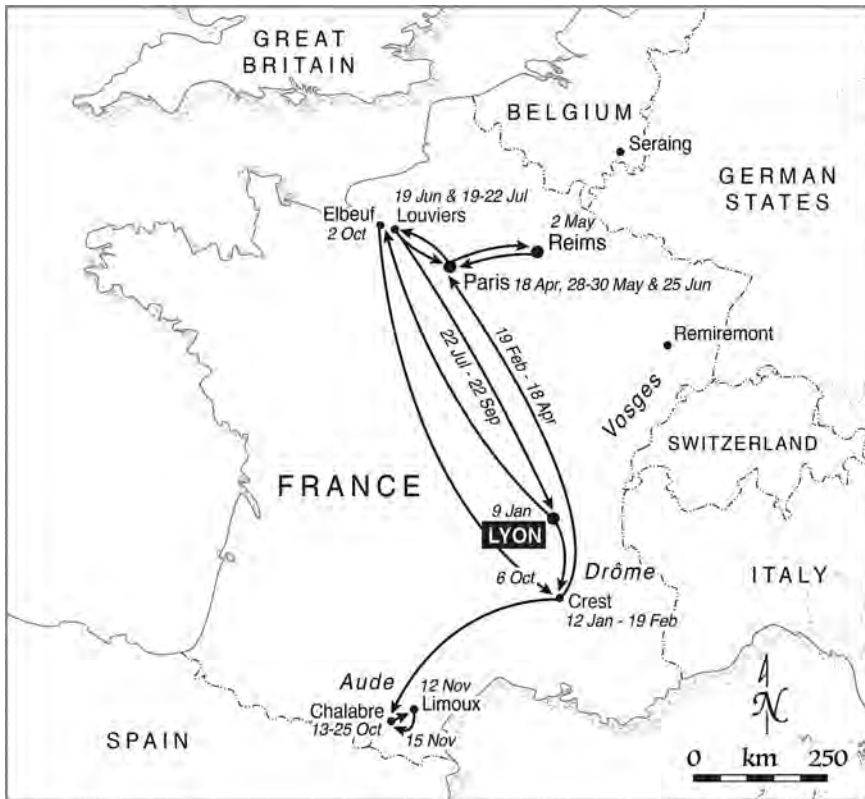 GREAT
BRITAIN
BELGIUM
Seraing
GERMAN
STATES
19 Jun & 19-22 Jul
Elbeuf
Louviers
2 Oct
2 May
Reims
Paris 18 Apr, 28-30 May & 25 Jun
Remiremont
19 Feb - 18 Apr
22 Jul - 22 Sep
Vosges
SWITZERLAND
FRANCE
9 Jan
LYON
6 Oct
Drôme
ITALY
Crest
12 Jan - 19 Feb
Aude
12 Nov
Chalabre
Limoux
13-25 Oct
15 Nov
SPAIN
N
0 km 250